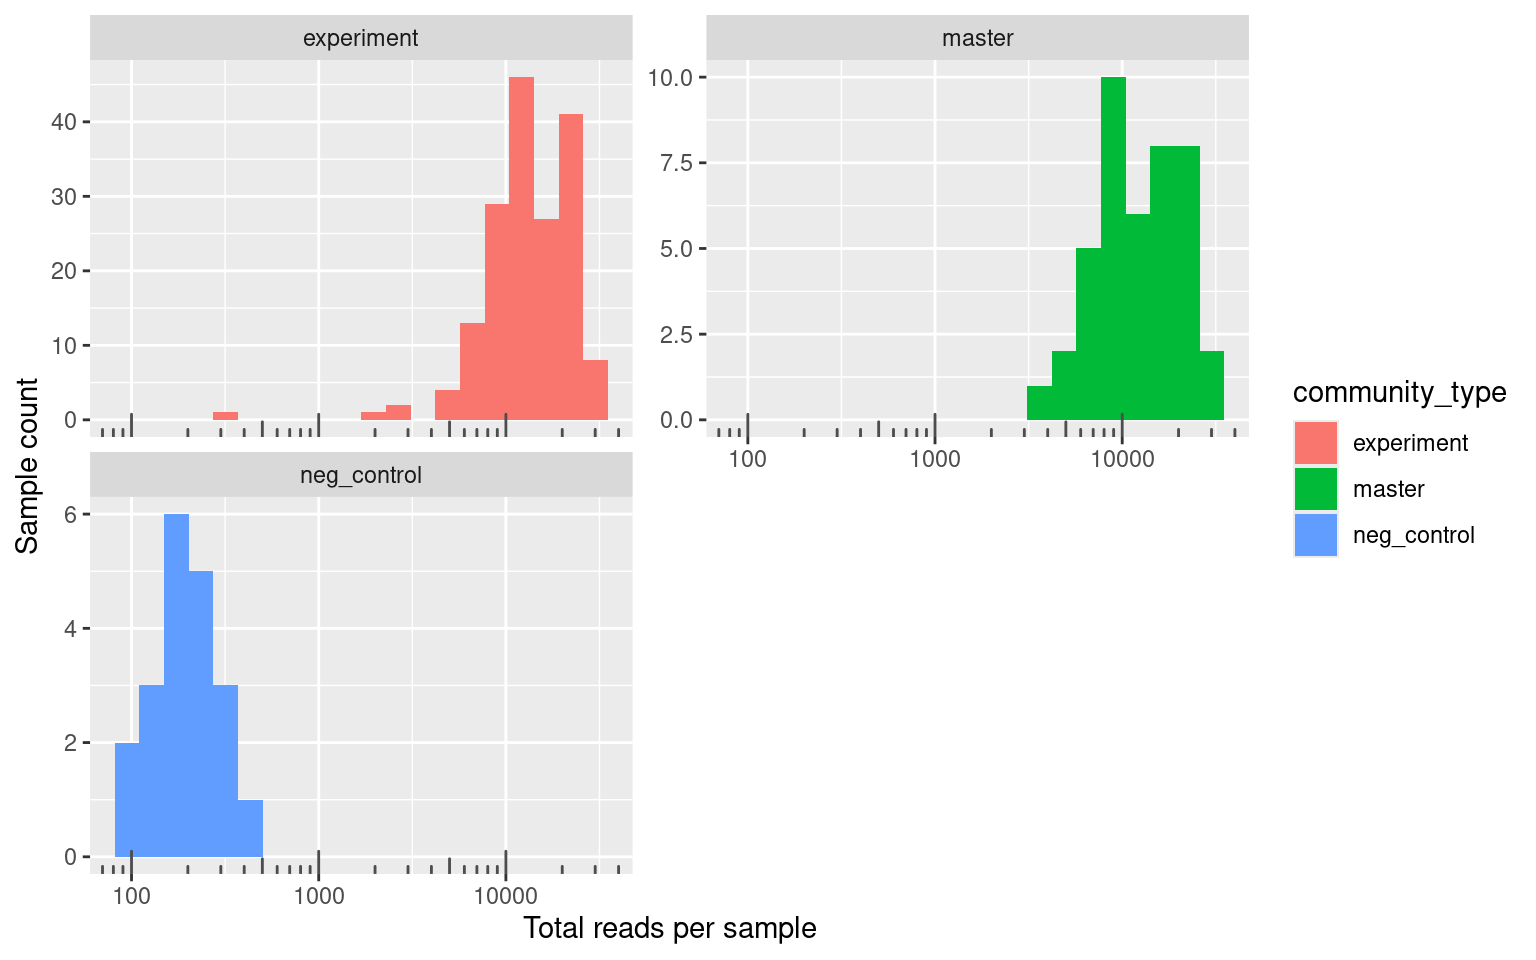 experiment
master
40
30
20
10
0
10.0
7.5
5.0
2.5
0.0
100
1000
10000
neg_control
6
4
2
0
100
1000
10000
Sample count
Total reads per sample
community_type
experiment
master
neg_control